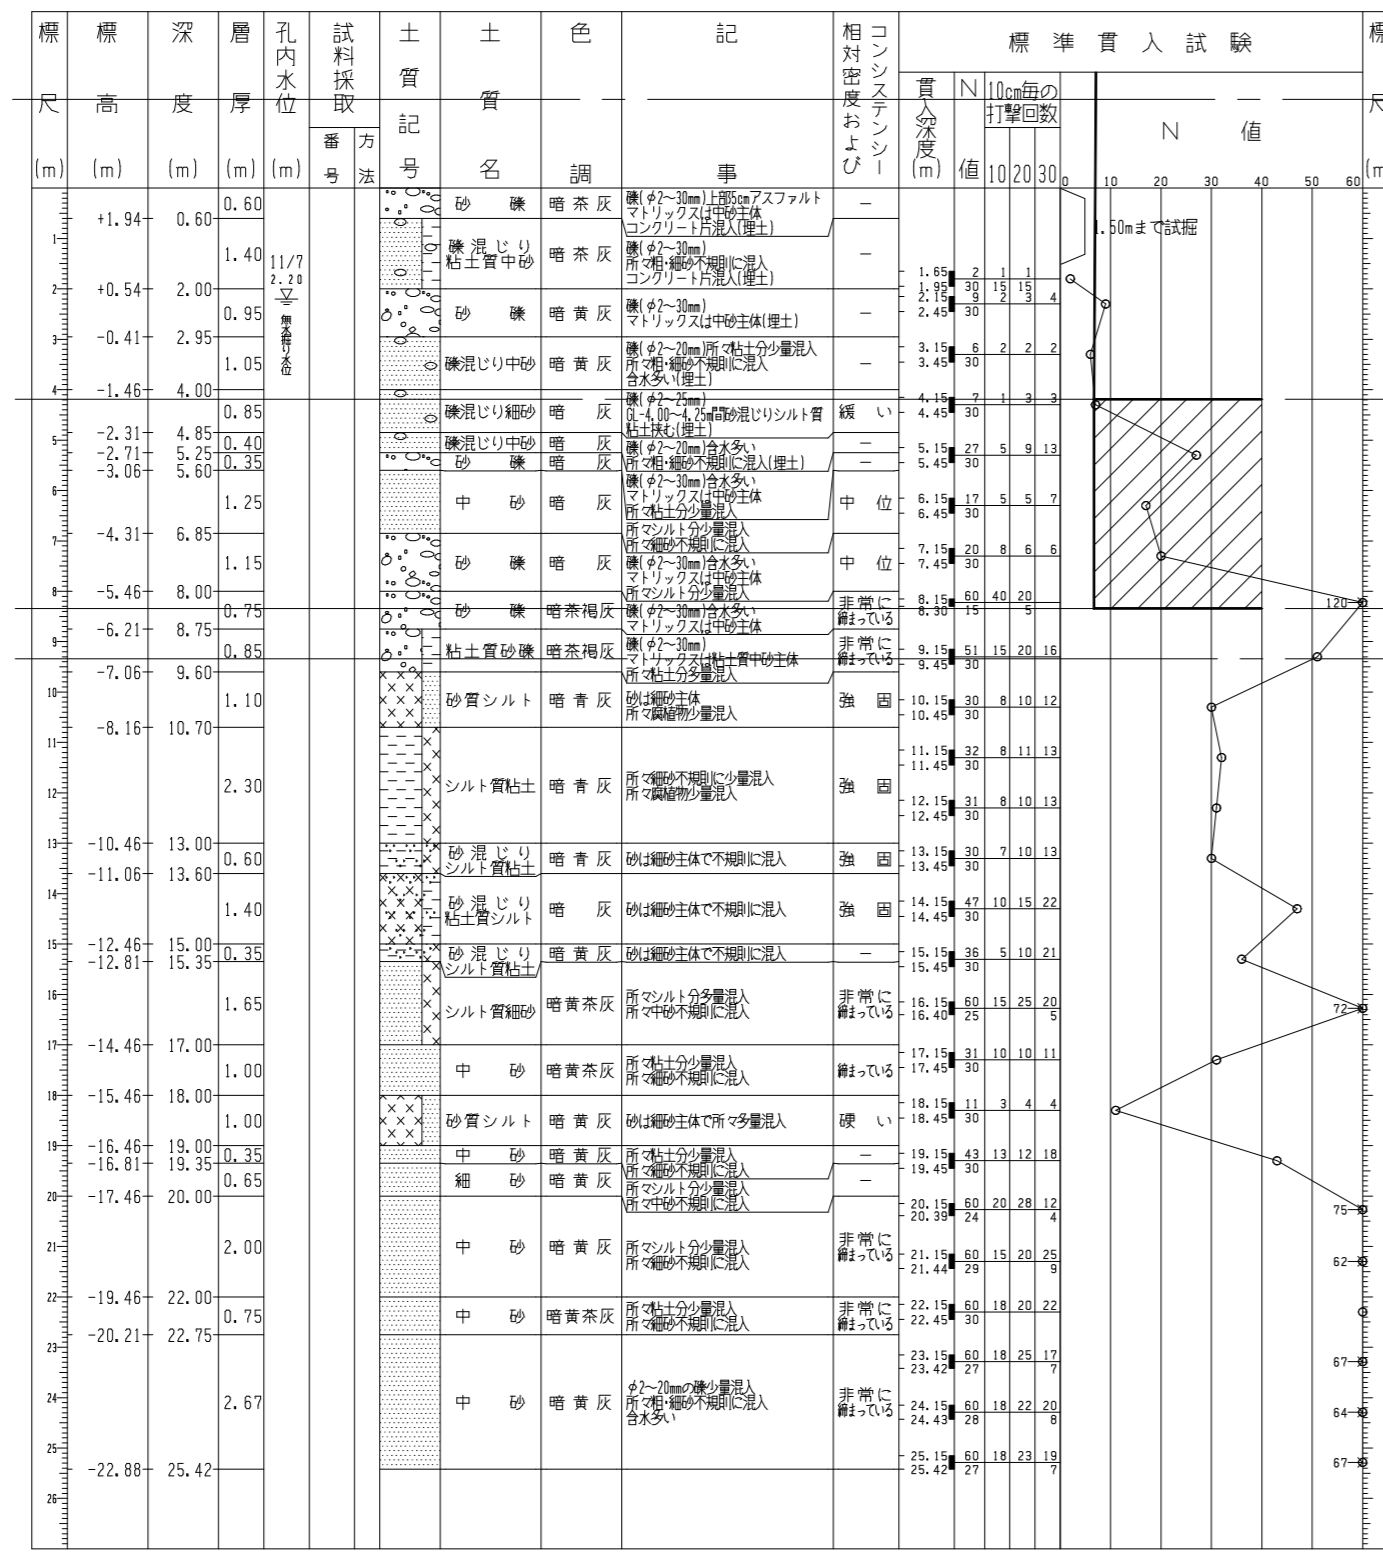 標尺(m) 標高(m) 深度(m) 層厚(m) 孔内水位(m) 試料採取 番号 方法 土質記号 土質名 色調 記事 相対密度および コンシステンシー 標準貫入試験 標尺(m
貫入深度(m) N値 10cm毎の打撃回数 10 20 30 N値
0 10 20 30 40 50 60
+1.94 0.60 0.60 砂礫 暗茶灰 礫(φ2~30mm)上部5cmアスファルト −
マトリックスは中砂主体
コンクリート片混入(埋土)
1.50mまで試掘
1
1.40 礫混じり粘土質中砂 暗茶灰 礫(φ2~30mm) −
所々粗・細砂不規則に混入
コンクリート片混入(埋土)
11/7
2.20
無水掘り水位
1.65 2 1 1
1.95 30 15 15
2 +0.54 2.00
0.95 砂礫 暗黄灰 礫(φ2~30mm) −
マトリックスは中砂主体(埋土)
2.15 9 2 3 4
2.45 30
-0.41 2.95
3
1.05 礫混じり中砂 暗黄灰 礫(φ2~20mm)所々粘土分少量混入 −
所々粗・細砂不規則に混入
含水多い(埋土)
3.15 6 2 2 2
3.45 30
4 -1.46 4.00
0.85 礫混じり細砂 暗灰 礫(φ2~25mm) 緩い
GL-4.00~4.25m間砂混じりシルト質
粘土挟む(埋土)
4.15 7 1 3 3
4.45 30
-2.31 4.85
5
0.40 礫混じり中砂 暗灰 礫(φ2~20mm)含水多い −
所々粗・細砂不規則に混入(埋土)
5.15 27 5 9 13
5.45 30
-2.71 5.25
0.35 砂礫 暗灰 礫(φ2~30mm)含水多い −
マトリックスは中砂主体
所々粘土分少量混入
-3.06 5.60
6
1.25 中砂 暗灰 所々シルト分少量混入 中位
所々細砂不規則に混入
6.15 17 5 5 7
6.45 30
-4.31 6.85
7
1.15 砂礫 暗灰 礫(φ2~30mm)含水多い 中位
マトリックスは中砂主体
所々シルト分少量混入
7.15 20 8 6 6
7.45 30
8 -5.46 8.00
0.75 砂礫 暗茶褐灰 礫(φ2~30mm)含水多い 非常に締まっている
マトリックスは中砂主体
8.15 60 40 20 120
8.30 15 5
-6.21 8.75
9
0.85 粘土質砂礫 暗茶褐灰 礫(φ2~30mm) 非常に締まっている
マトリックスは粘土質中砂主体
所々粘土分多量混入
9.15 51 15 20 16
9.45 30
-7.06 9.60
10
1.10 砂質シルト 暗青灰 砂は細砂主体 強固
所々腐植物少量混入
10.15 30 8 10 12
10.45 30
-8.16 10.70
11
2.30 シルト質粘土 暗青灰 所々細砂不規則に少量混入 強固
所々腐植物少量混入
11.15 32 8 11 13
11.45 30
12
12.15 31 8 10 13
12.45 30
13 -10.46 13.00
0.60 砂混じりシルト質粘土 暗青灰 砂は細砂主体で不規則に混入 強固
13.15 30 7 10 13
13.45 30
-11.06 13.60
14
1.40 砂混じり粘土質シルト 暗灰 砂は細砂主体で不規則に混入 強固
14.15 47 10 15 22
14.45 30
15 -12.46 15.00
0.35 砂混じりシルト質粘土 暗黄灰 砂は細砂主体で不規則に混入 −
15.15 36 5 10 21
15.45 30
-12.81 15.35
16
1.65 シルト質細砂 暗黄茶灰 所々シルト分多量混入 非常に締まっている
所々中砂不規則に混入
16.15 60 15 25 20 72
16.40 25 5
17 -14.46 17.00
1.00 中砂 暗黄茶灰 所々粘土分少量混入 締まっている
所々細砂不規則に混入
17.15 31 10 10 11
17.45 30
18 -15.46 18.00
1.00 砂質シルト 暗黄灰 砂は細砂主体で所々多量混入 硬い
18.15 11 3 4 4
18.45 30
19 -16.46 19.00
0.35 中砂 暗黄灰 所々粘土分少量混入 −
所々細砂不規則に混入
19.15 43 13 12 18
19.45 30
-16.81 19.35
0.65 細砂 暗黄灰 所々シルト分少量混入 −
所々中砂不規則に混入
20 -17.46 20.00
20.15 60 20 28 12 75
20.39 24 4
2.00 中砂 暗黄灰 所々シルト分少量混入 非常に締まっている
所々細砂不規則に混入
21
21.15 60 15 20 25 62
21.44 29 9
22 -19.46 22.00
0.75 中砂 暗黄茶灰 所々粘土分少量混入 非常に締まっている
所々細砂不規則に混入
22.15 60 18 20 22
22.45 30
-20.21 22.75
23
23.15 60 18 25 17 67
23.42 27 7
2.67 中砂 暗黄灰 φ2~20mmの礫少量混入 非常に締まっている
所々粗・細砂不規則に混入
含水多い
24
24.15 60 18 22 20 64
24.43 28 8
25
25.15 60 18 23 19 67
25.42 27 7
-22.88 25.42
26